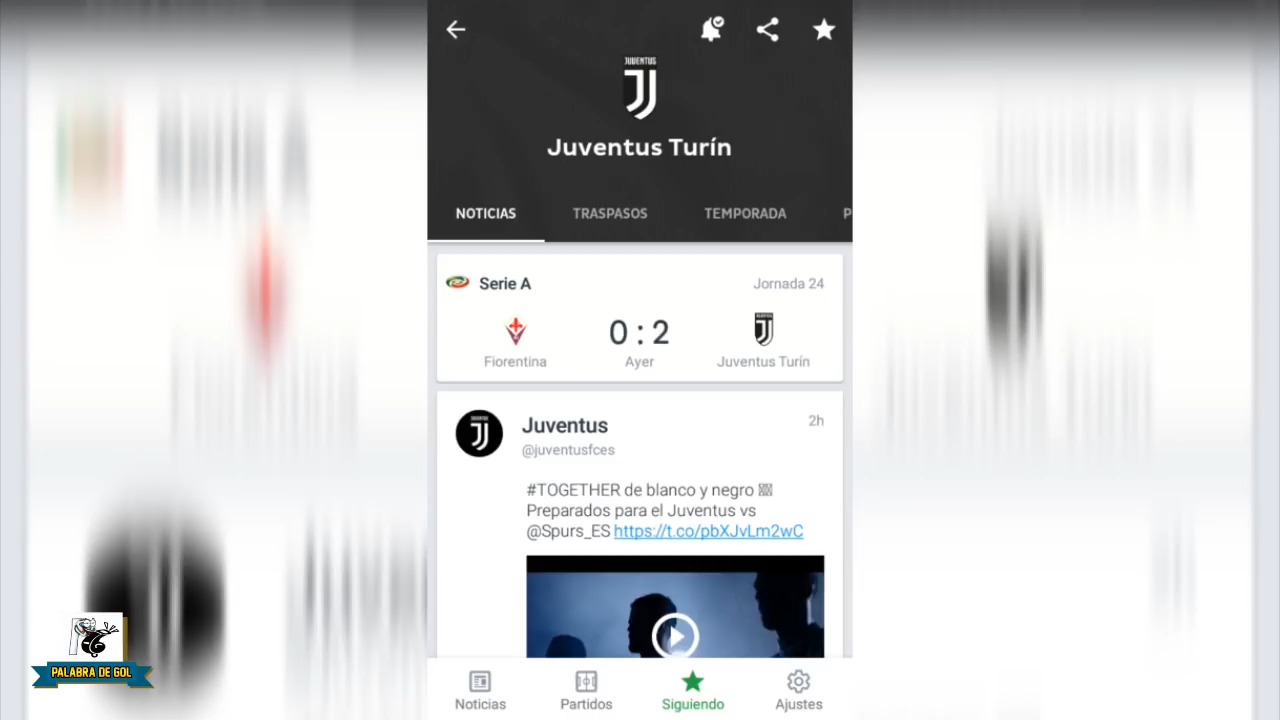 JUVENTUS
Juventus Turín
NOTICIAS TRASPASOS TEMPORADA P
Serie A Jornada 24
0 : 2
Fiorentina Ayer Juventus Turín
Juventus 2h
@juventusfces
#TOGETHER de blanco y negro
Preparados para el Juventus vs
@Spurs_ES https://t.co/pbXJvLm2wC
PALABRA DE GOL
Noticias Partidos Siguiendo Ajustes